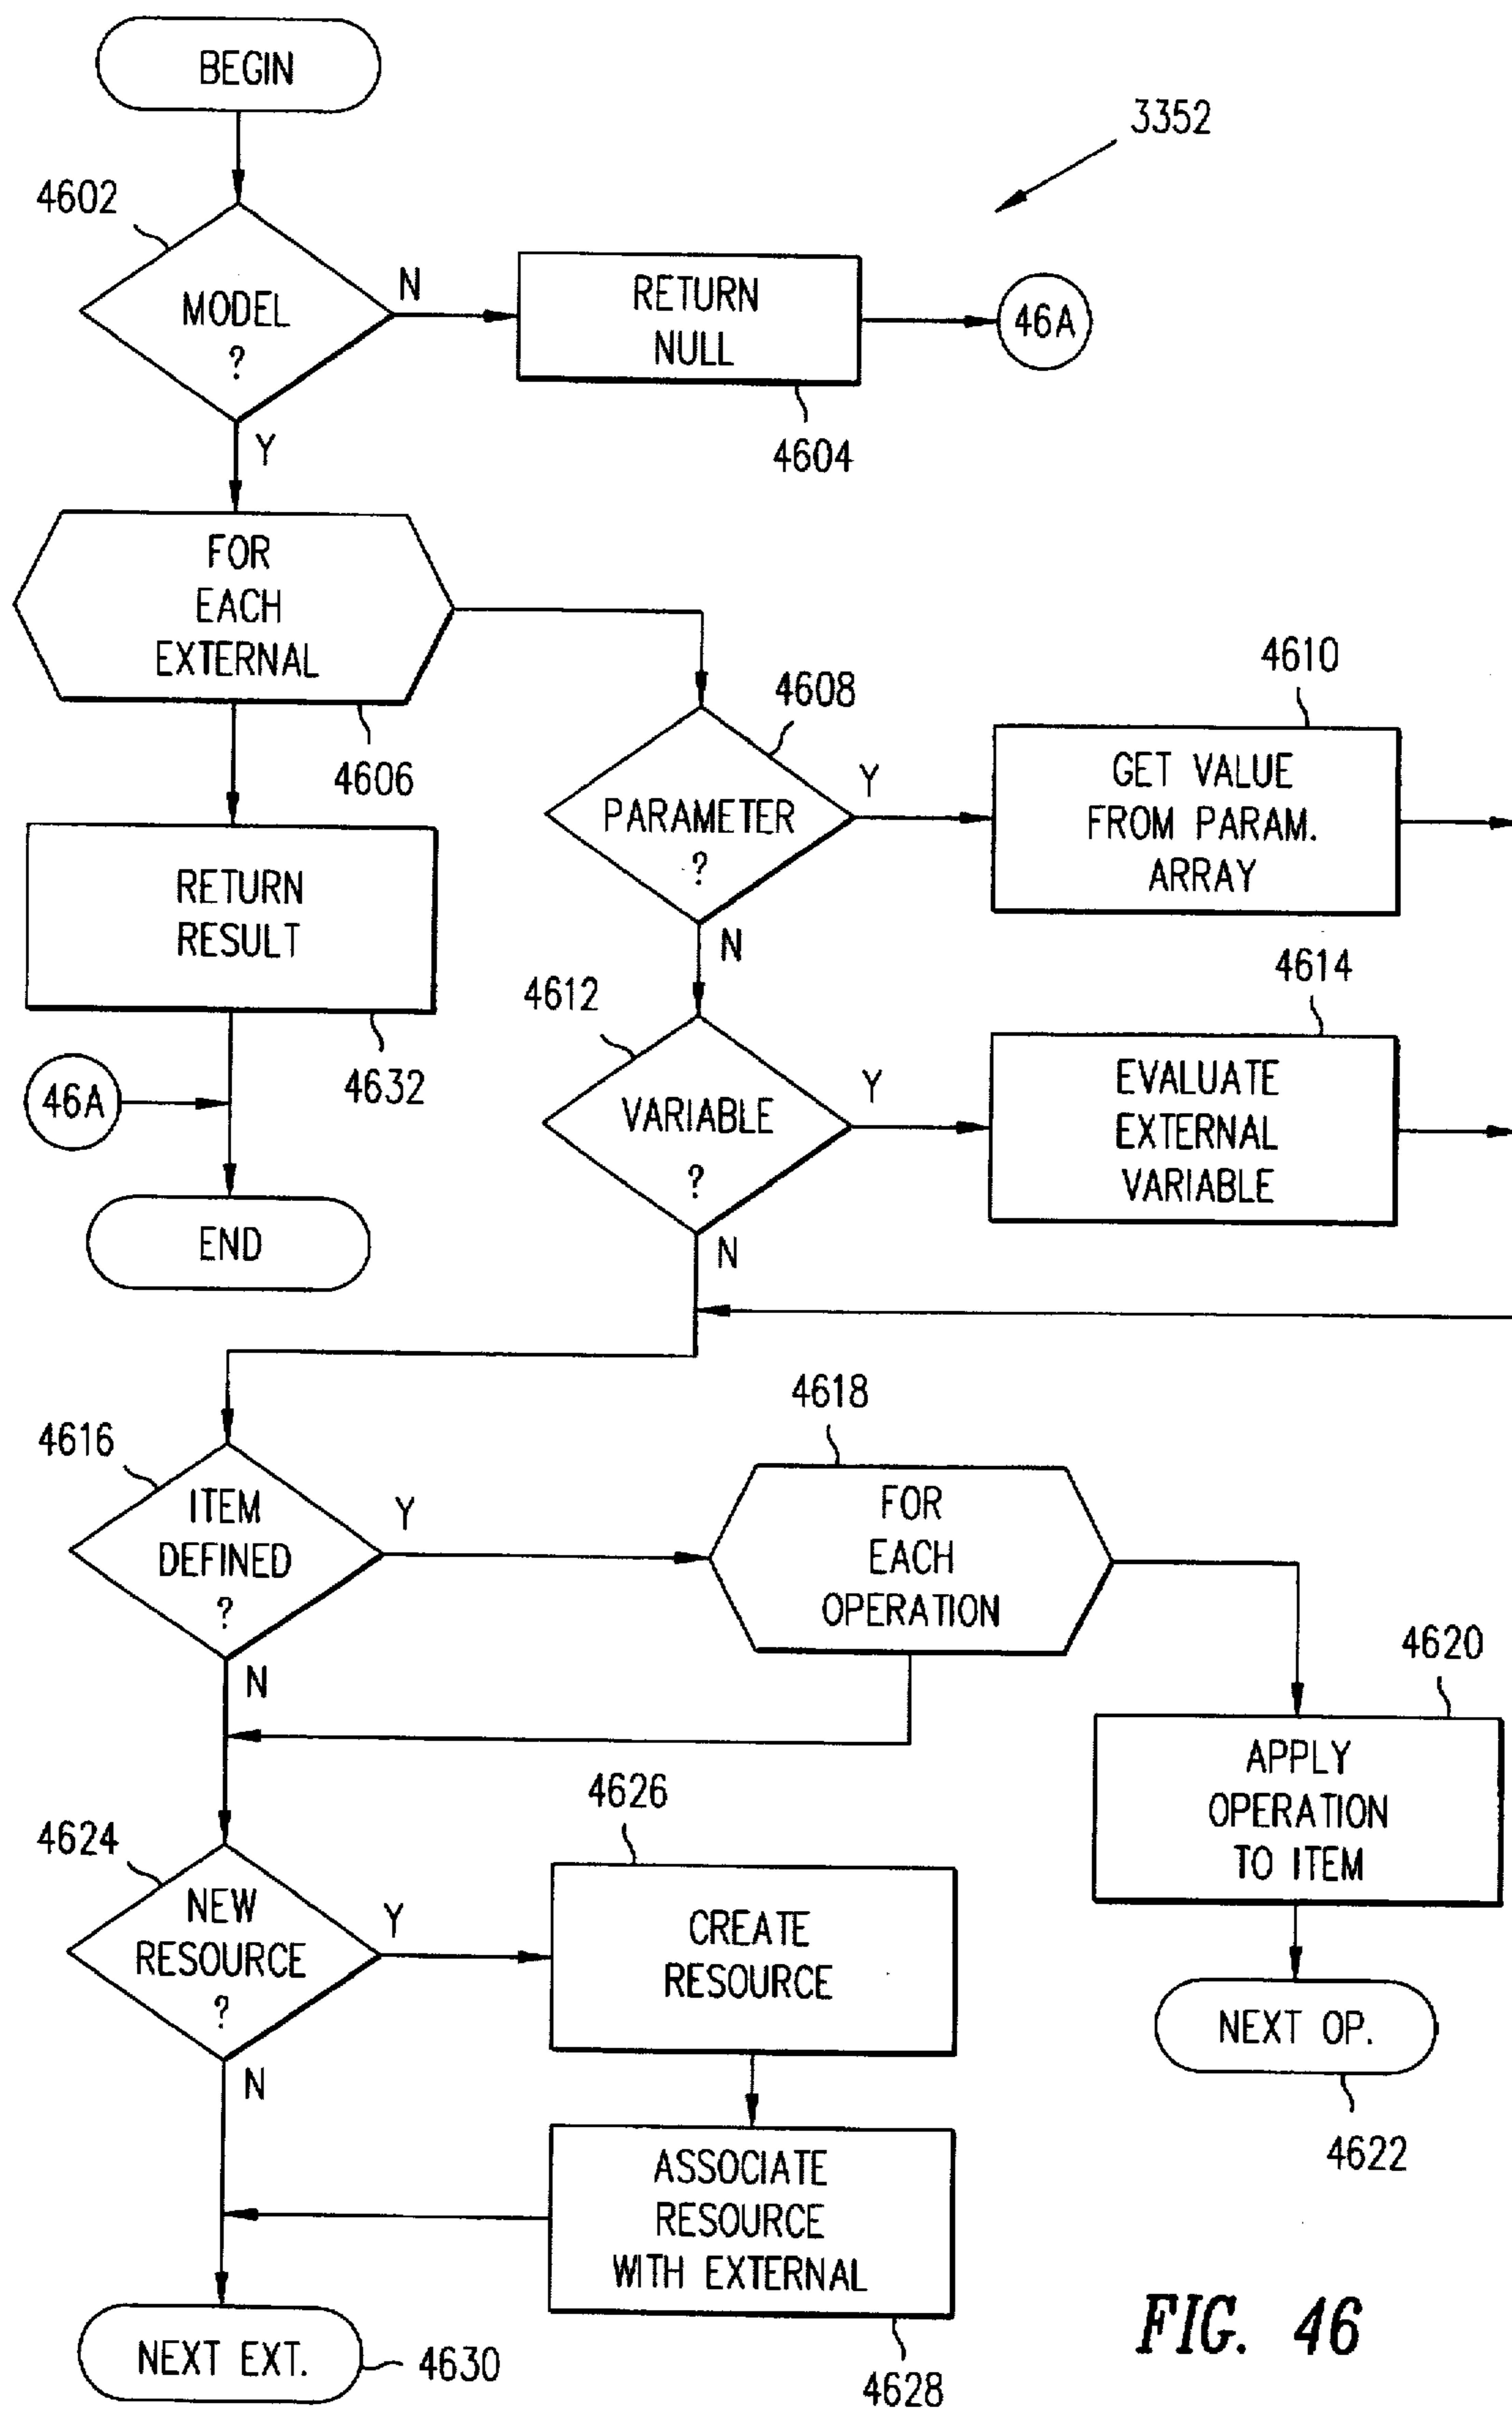 BEGIN
3352
4602
MODEL
?
N
RETURN
NULL
46A
4604
Y
FOR
EACH
EXTERNAL
4606
4608
PARAMETER
?
Y
4610
GET VALUE
FROM PARAM.
ARRAY
N
RETURN
RESULT
4632
46A
END
4612
VARIABLE
?
Y
4614
EVALUATE
EXTERNAL
VARIABLE
N
4616
ITEM
DEFINED
?
Y
4618
FOR
EACH
OPERATION
N
4620
APPLY
OPERATION
TO ITEM
NEXT OP.
4622
4624
NEW
RESOURCE
?
Y
4626
CREATE
RESOURCE
N
ASSOCIATE
RESOURCE
WITH EXTERNAL
4628
NEXT EXT.
4630
FIG. 46